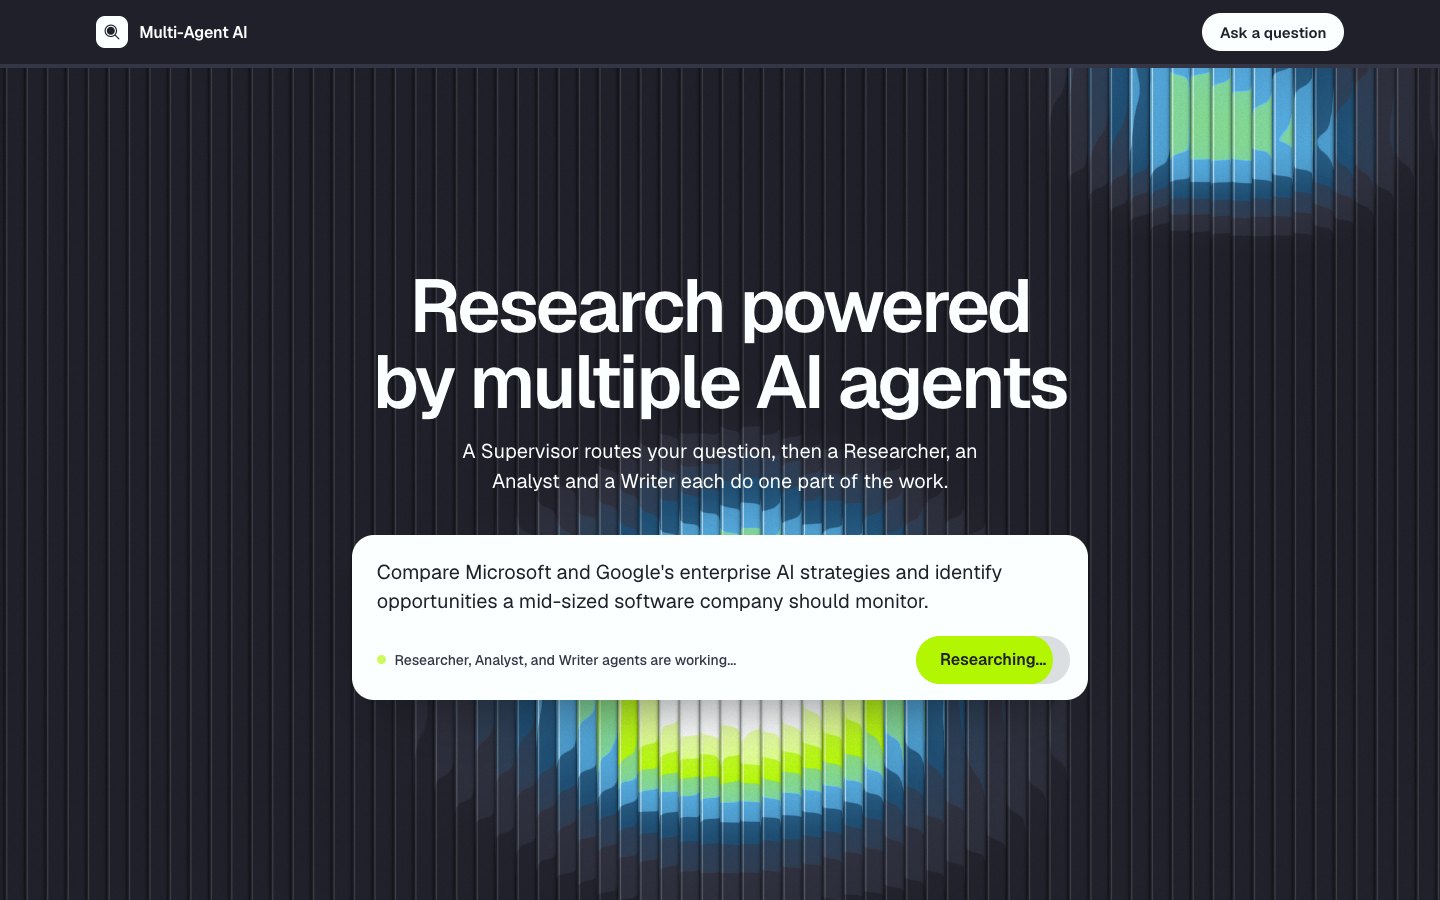 Multi-Agent AI
Ask a question
Research powered
by multiple AI agents
A Supervisor routes your question, then a Researcher, an
Analyst and a Writer each do one part of the work.
Compare Microsoft and Google's enterprise AI strategies and identify
opportunities a mid-sized software company should monitor.
Researcher, Analyst, and Writer agents are working...
Researching...